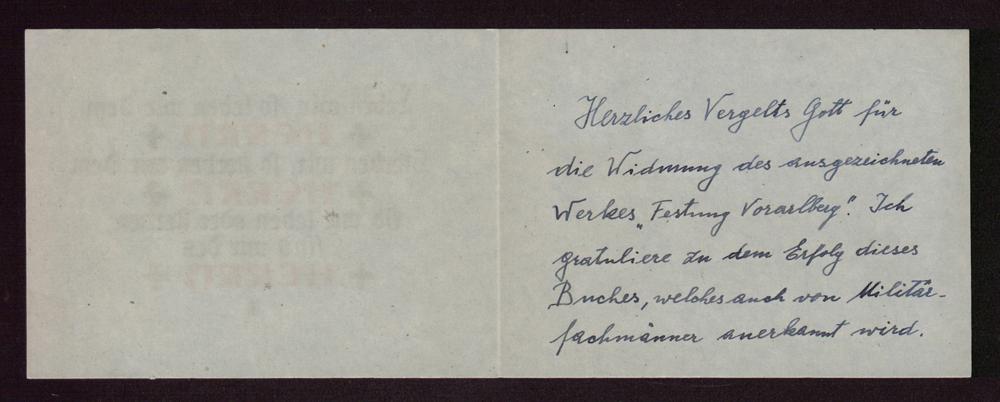 Herzliches Vergelts Gott für
die Widmung des ausgezeichneten
Werkes „Festung Vorarlberg". Ich
gratuliere zu dem Erfolg dieses
Buches, welches auch von Militär-
fachmänner anerkannt wird.